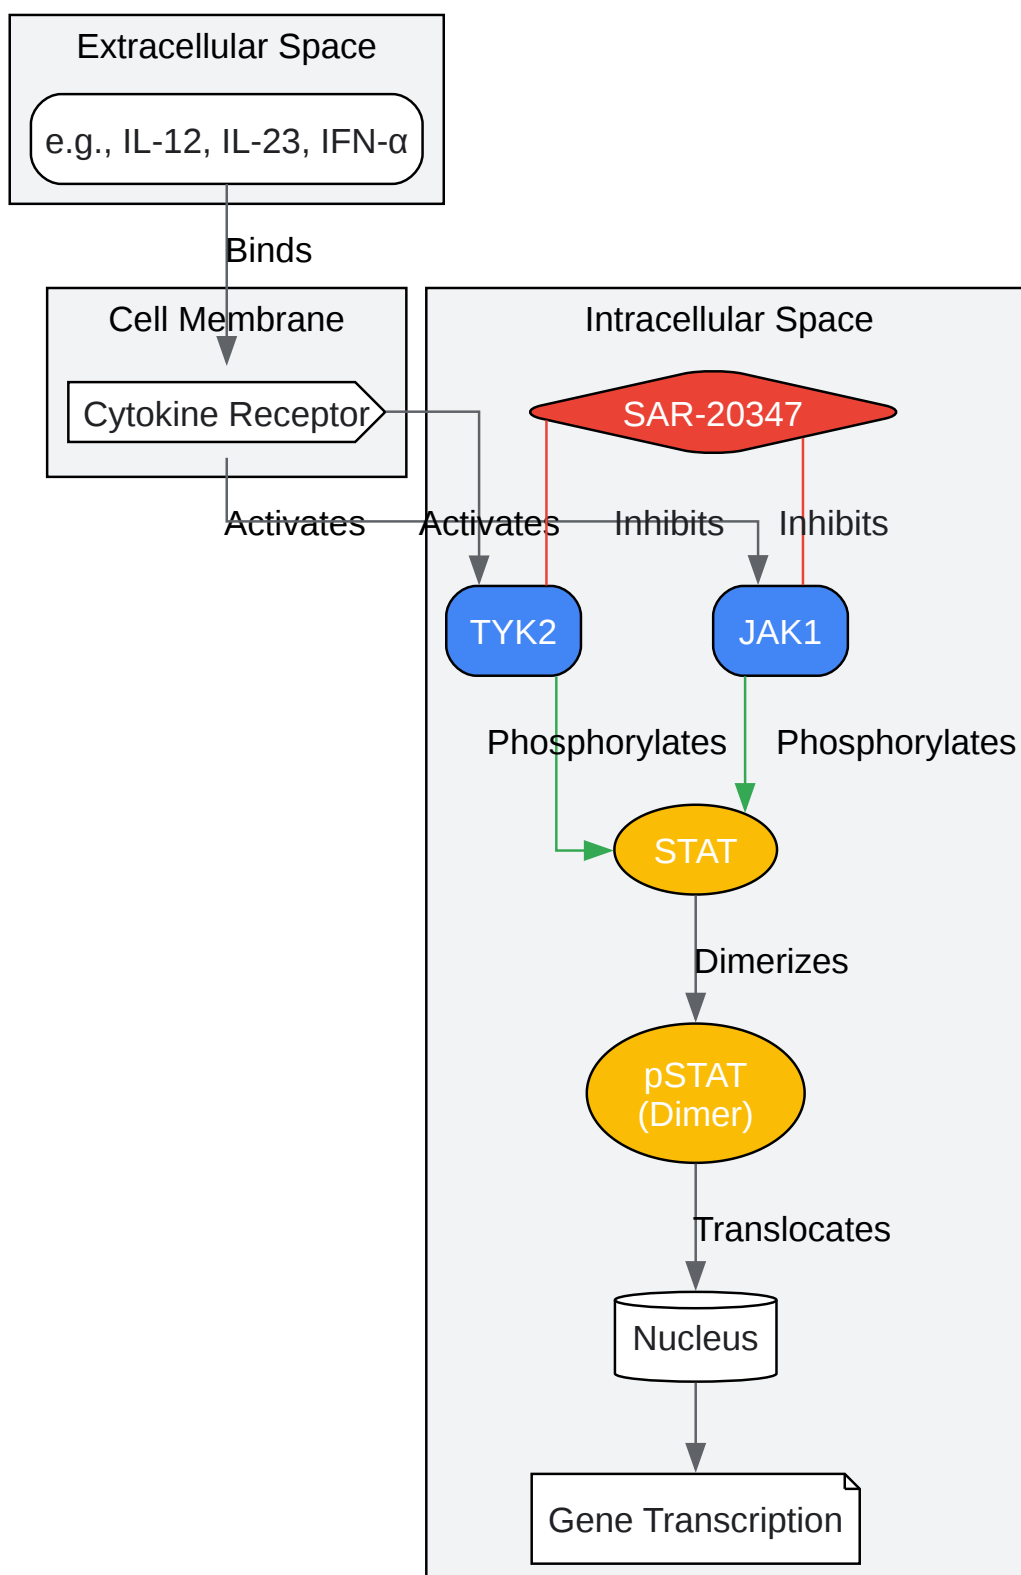 Extracellular Space
e.g., IL-12, IL-23, IFN-α
Binds
Cell Membrane
Intracellular Space
Cytokine Receptor
SAR-20347
Activates
Activates
Inhibits
Inhibits
TYK2
JAK1
Phosphorylates
Phosphorylates
STAT
Dimerizes
pSTAT
(Dimer)
Translocates
Nucleus
Gene Transcription